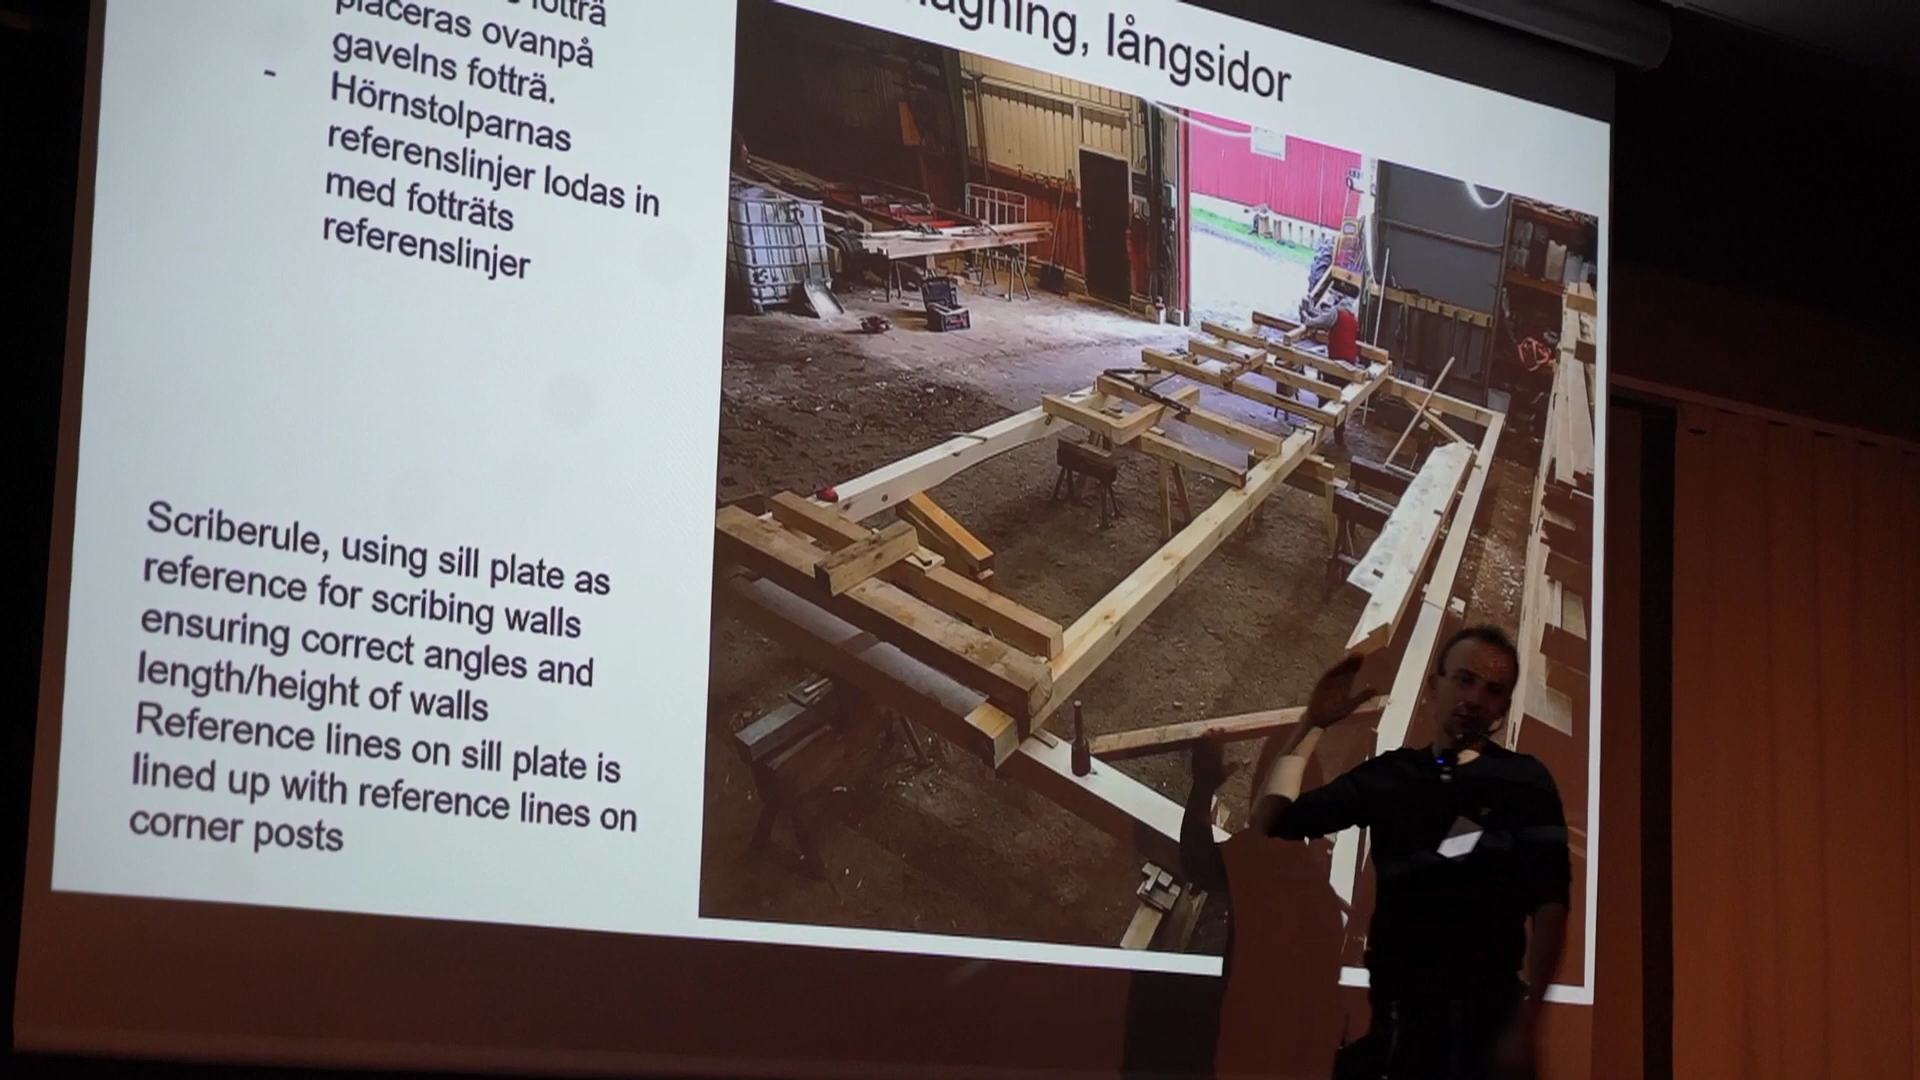 fotträ
placeras ovanpå
gavelns fotträ.
- Hörnstolparnas
referenslinjer lodas in
med fotträts
referenslinjer
långsidor
Scriberule, using sill plate as
reference for scribing walls
ensuring correct angles and
length/height of walls
Reference lines on sill plate is
lined up with reference lines on
corner posts